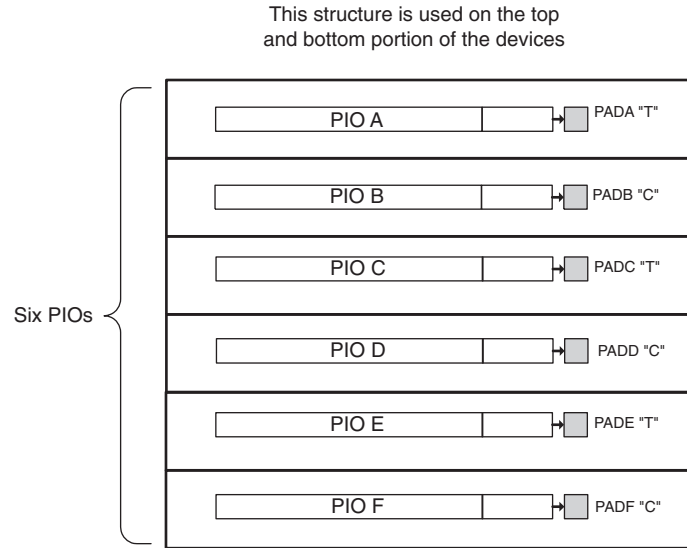 This structure is used on the top
and bottom portion of the devices
PIO A
PADA "T"
PIO B
PADB "C"
PIO C
PADC "T"
Six PIOs
PIO D
PADD "C"
PIO E
PADE "T"
PIO F
PADF "C"